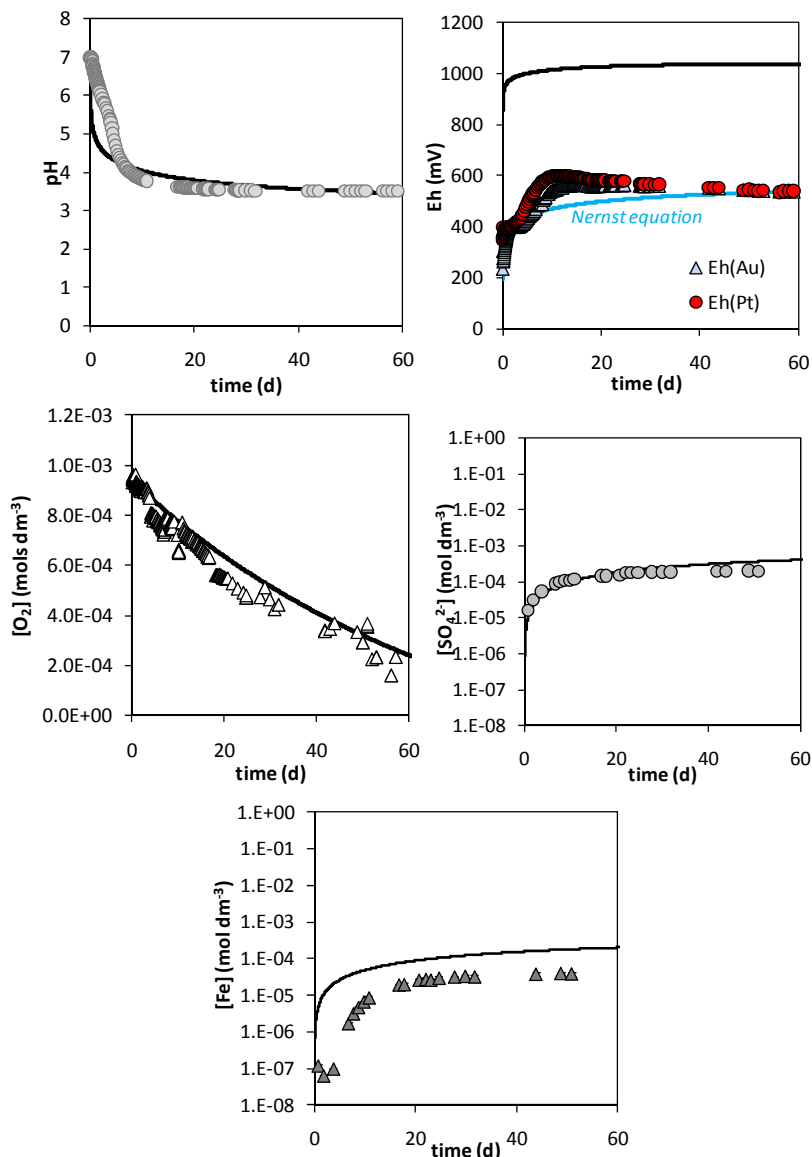 8
7
6
5
4
3
2
1
0
pH
0 20 40 60
time (d)
1200
1000
800
600
400
200
0
Eh (mV)
Nernst equation
Eh(Au)
Eh(Pt)
0 20 40 60
time (d)
1.2E-03
1.0E-03
8.0E-04
6.0E-04
4.0E-04
2.0E-04
0.0E+00
[O₂] (mols dm⁻³)
0 20 40 60
time (d)
1.E+00
1.E-01
1.E-02
1.E-03
1.E-04
1.E-05
1.E-06
1.E-07
1.E-08
[SO₄²⁻] (mol dm⁻³)
0 20 40 60
time (d)
1.E+00
1.E-01
1.E-02
1.E-03
1.E-04
1.E-05
1.E-06
1.E-07
1.E-08
[Fe] (mol dm⁻³)
0 20 40 60
time (d)